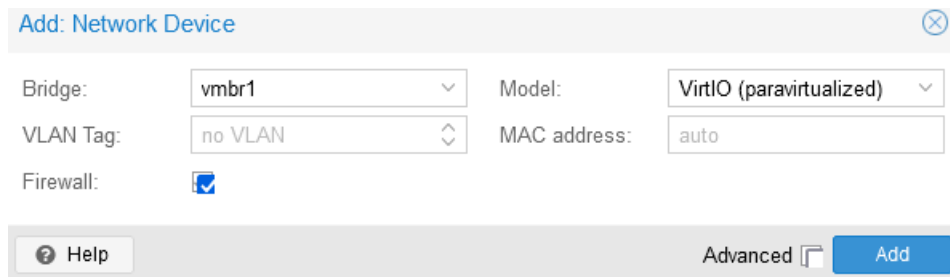 Add: Network Device
Bridge: vmbr1 Model: VirtIO (paravirtualized)
VLAN Tag: no VLAN MAC address: auto
Firewall:
Help Advanced Add